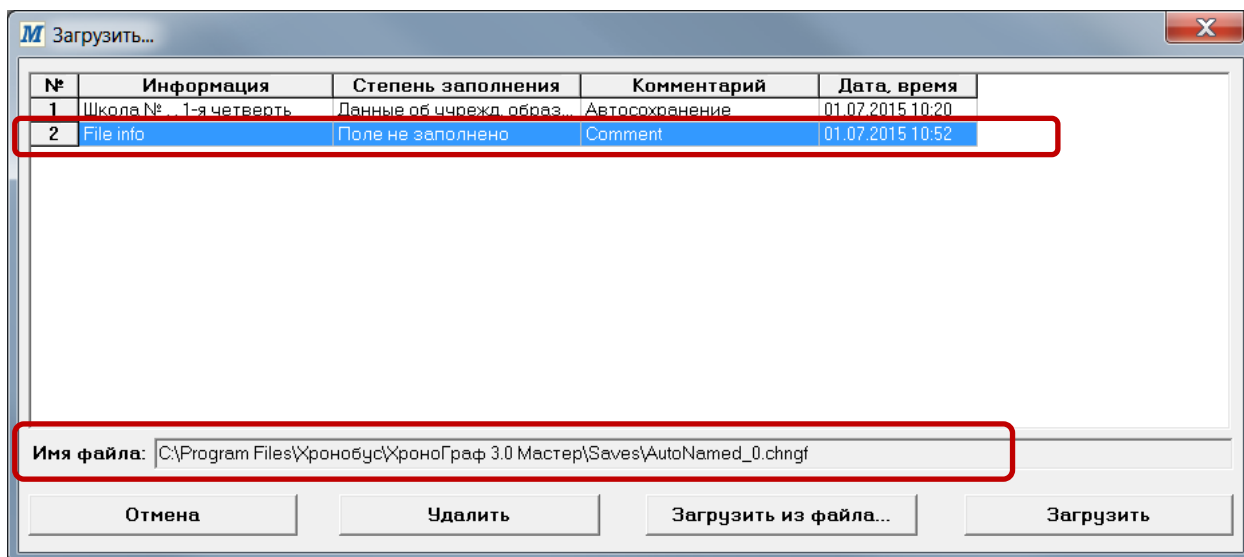 M Загрузить...
№ Информация Степень заполнения Комментарий Дата, время
1 Школа № , , 1-я четверть Данные об учрежд. образ... Автосохранение 01.07.2015 10:20
2 File info Поле не заполнено Comment 01.07.2015 10:52
Имя файла: C:\Program Files\Хронобус\ХроноГраф 3.0 Мастер\Saves\AutoNamed_0.chngf
Отмена Удалить Загрузить из файла... Загрузить